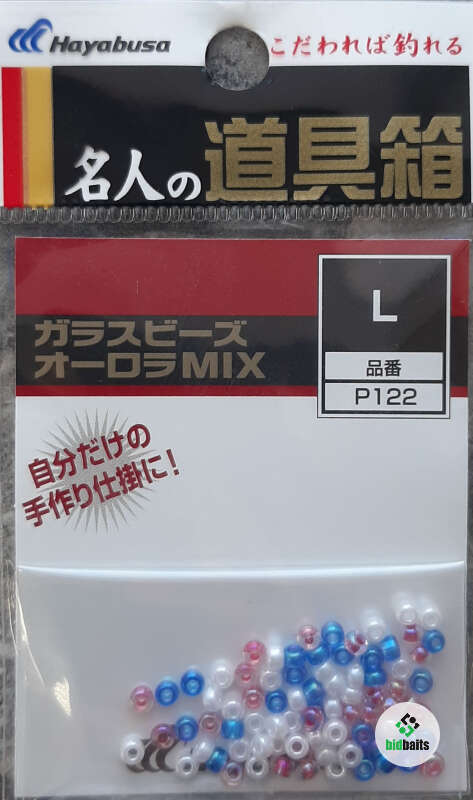 Hayabusa
こだわれば釣れる
名人の道具箱
ガラスビーズ
オーロラMIX
L
品番
P122
自分だけの
手作り仕掛に!
bidbaits